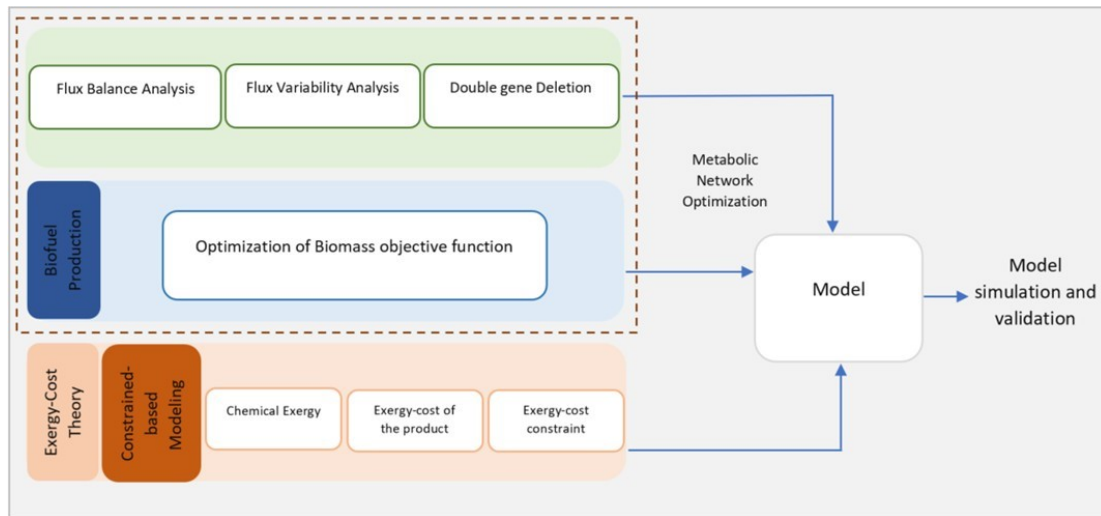 Flux Balance Analysis
Flux Variability Analysis
Double gene Deletion
Metabolic
Network
Optimization
Biofuel
Production
Optimization of Biomass objective function
Model
Model
simulation and
validation
Exergy-Cost
Theory
Constrained-
based
Modeling
Chemical Exergy
Exergy-cost of
the product
Exergy-cost
constraint